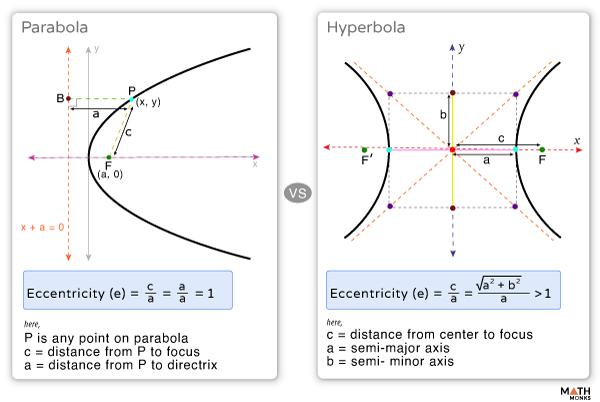 Parabola
y
B
P
(x, y)
a
c
F
(a, 0)
x
x + a = 0
Eccentricity (e) = c/a = a/a = 1
here,
P is any point on parabola
c = distance from P to focus
a = distance from P to directrix
VS
Hyperbola
y
b
c
x
a
F′
F
Eccentricity (e) = c/a = √a² + b²/a > 1
here,
c = distance from center to focus
a = semi-major axis
b = semi- minor axis
MATH
MONKS